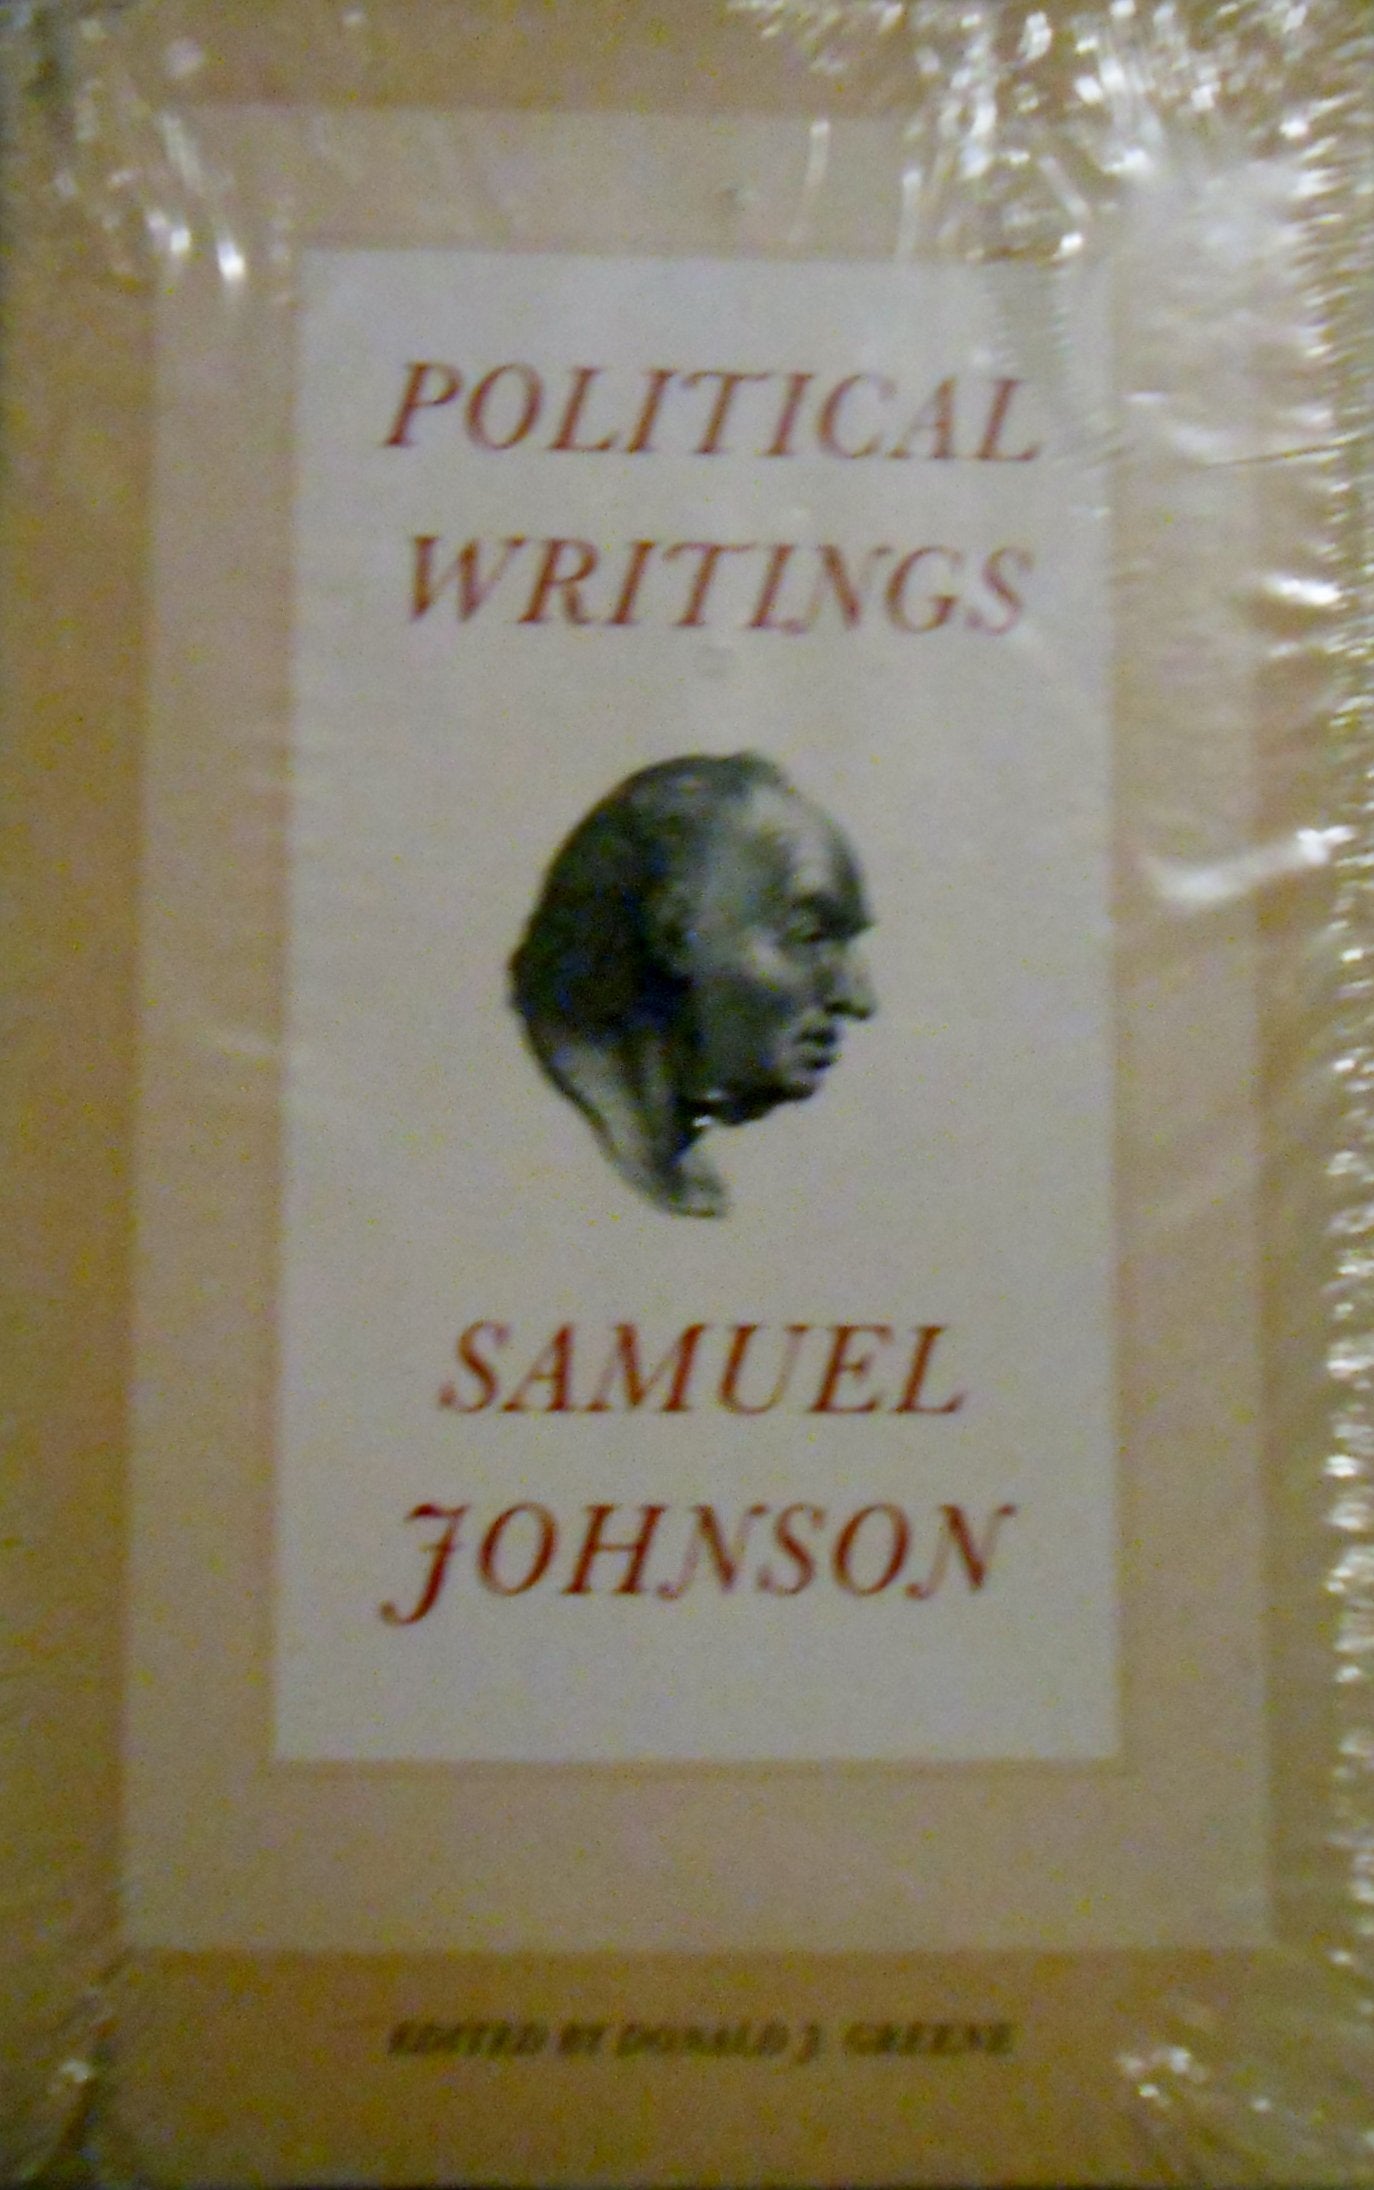 POLITICAL
WRITINGS
SAMUEL
JOHNSON
EDITED BY DONALD J. GREENE